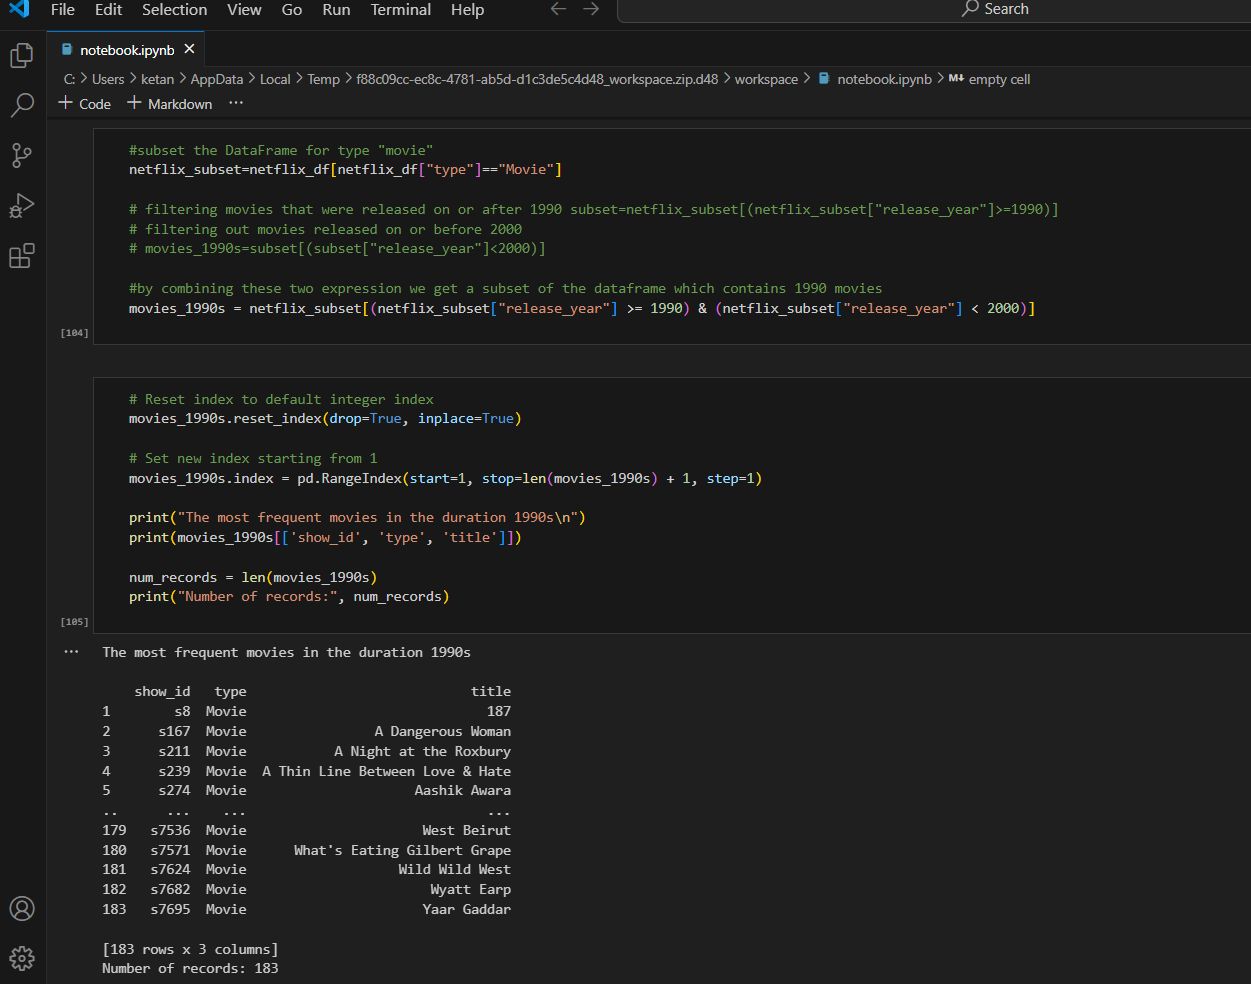 File Edit Selection View Go Run Terminal Help
Search
notebook.ipynb
C: > Users > ketan > AppData > Local > Temp > f88c09cc-ec8c-4781-ab5d-d1c3de5c4d48_workspace.zip.d48 > workspace > notebook.ipynb > M↓ empty cell
+ Code + Markdown ...
#subset the DataFrame for type "movie"
netflix_subset=netflix_df[netflix_df["type"]=="Movie"]
# filtering movies that were released on or after 1990 subset=netflix_subset[(netflix_subset["release_year"]>=1990)]
# filtering out movies released on or before 2000
# movies_1990s=subset[(subset["release_year"]<2000)]
#by combining these two expression we get a subset of the dataframe which contains 1990 movies
movies_1990s = netflix_subset[(netflix_subset["release_year"] >= 1990) & (netflix_subset["release_year"] < 2000)]
[104]
# Reset index to default integer index
movies_1990s.reset_index(drop=True, inplace=True)
# Set new index starting from 1
movies_1990s.index = pd.RangeIndex(start=1, stop=len(movies_1990s) + 1, step=1)
print("The most frequent movies in the duration 1990s\n")
print(movies_1990s[['show_id', 'type', 'title']])
num_records = len(movies_1990s)
print("Number of records:", num_records)
[105]
... The most frequent movies in the duration 1990s
show_id type title
1 s8 Movie 187
2 s167 Movie A Dangerous Woman
3 s211 Movie A Night at the Roxbury
4 s239 Movie A Thin Line Between Love & Hate
5 s274 Movie Aashik Awara
.. ... ... ...
179 s7536 Movie West Beirut
180 s7571 Movie What's Eating Gilbert Grape
181 s7624 Movie Wild Wild West
182 s7682 Movie Wyatt Earp
183 s7695 Movie Yaar Gaddar
[183 rows x 3 columns]
Number of records: 183